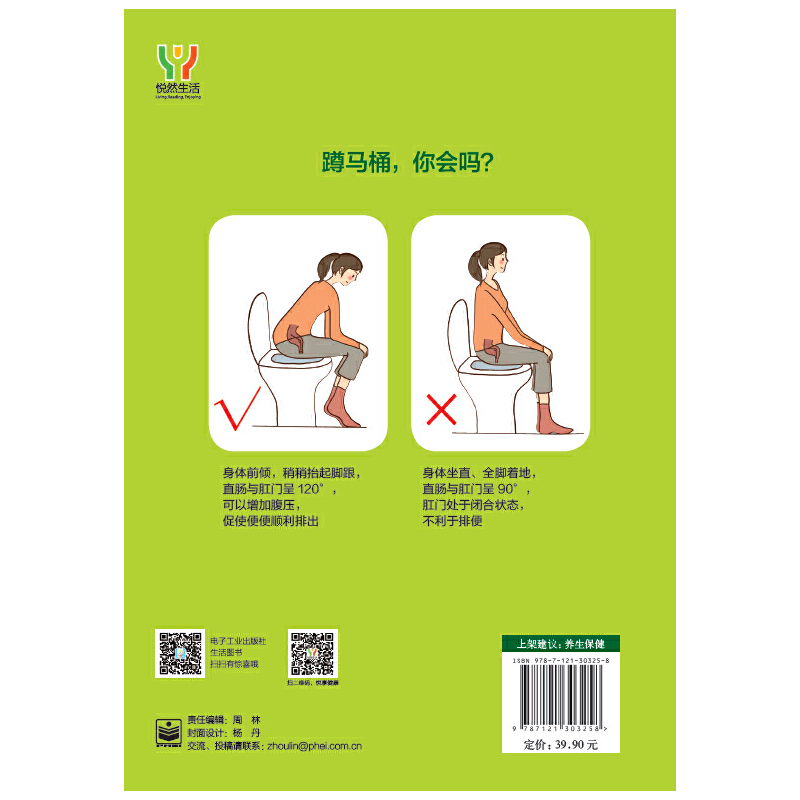 悦然生活
Living, Reading, Enjoying
蹲马桶，你会吗？
身体前倾，稍稍抬起脚跟，
直肠与肛门呈 120°，
可以增加腹压，
促使便便顺利排出
身体坐直、全脚着地，
直肠与肛门呈 90°，
肛门处于闭合状态，
不利于排便
电子工业出版社
生活图书
扫扫有惊喜哦
扫二维码，悦享健康
上架建议：养生保健
ISBN 978-7-121-30325-8
9 787121 303258 >
定价：39.90 元
PHEI
责任编辑：周 林
封面设计：杨 丹
交流、投稿请联系：zhoulin@phei.com.cn